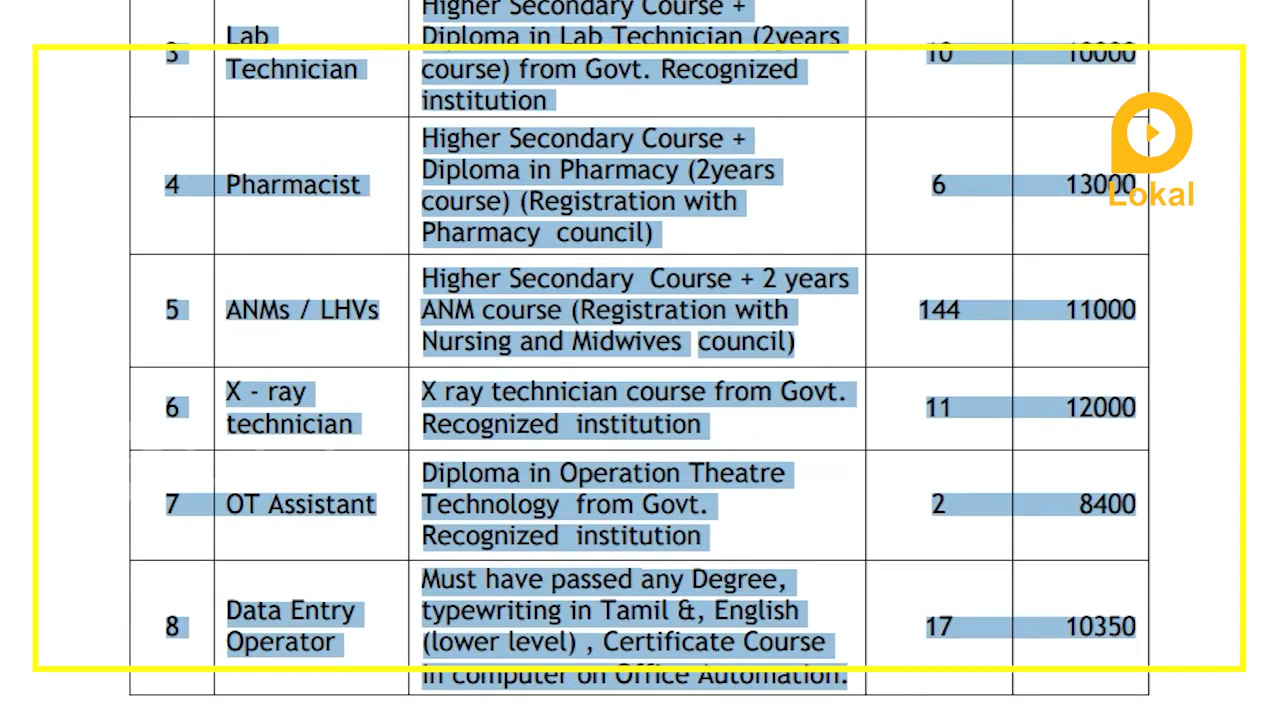 Higher Secondary Course +
3 Lab Diploma in Lab Technician (2years 10 10000
Technician course) from Govt. Recognized
institution
Higher Secondary Course +
Diploma in Pharmacy (2years
4 Pharmacist course) (Registration with 6 13000
Pharmacy council)
Lokal
Higher Secondary Course + 2 years
5 ANMs / LHVs ANM course (Registration with 144 11000
Nursing and Midwives council)
X - ray X ray technician course from Govt.
6 technician Recognized institution 11 12000
Diploma in Operation Theatre
7 OT Assistant Technology from Govt. 2 8400
Recognized institution
Must have passed any Degree,
Data Entry typewriting in Tamil &, English
8 Operator (lower level) , Certificate Course 17 10350
in computer on Office Automation.